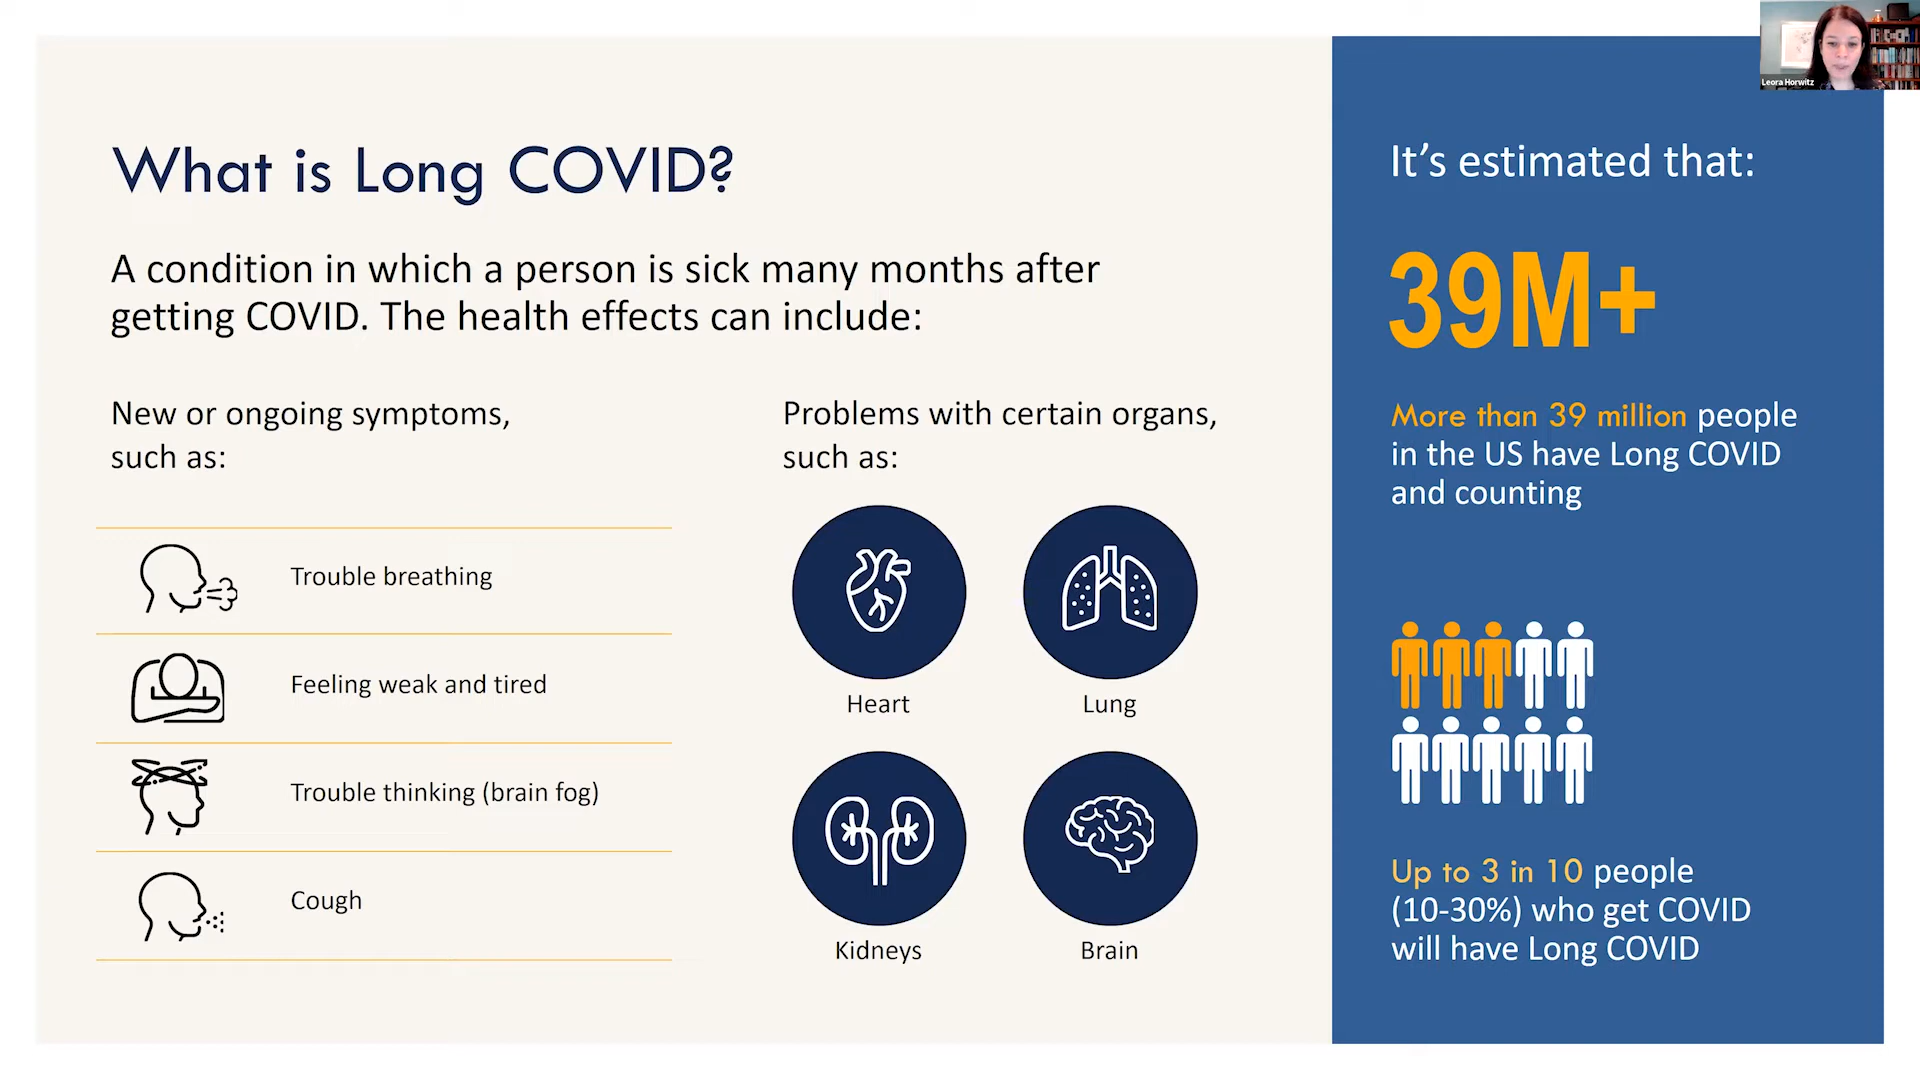 What is Long COVID?
A condition in which a person is sick many months after
getting COVID. The health effects can include:
New or ongoing symptoms,
such as:
Trouble breathing
Feeling weak and tired
Trouble thinking (brain fog)
Cough
Problems with certain organs,
such as:
Heart
Lung
Kidneys
Brain
It’s estimated that:
39M+
More than 39 million people
in the US have Long COVID
and counting
Up to 3 in 10 people
(10-30%) who get COVID
will have Long COVID
Leora Horwitz